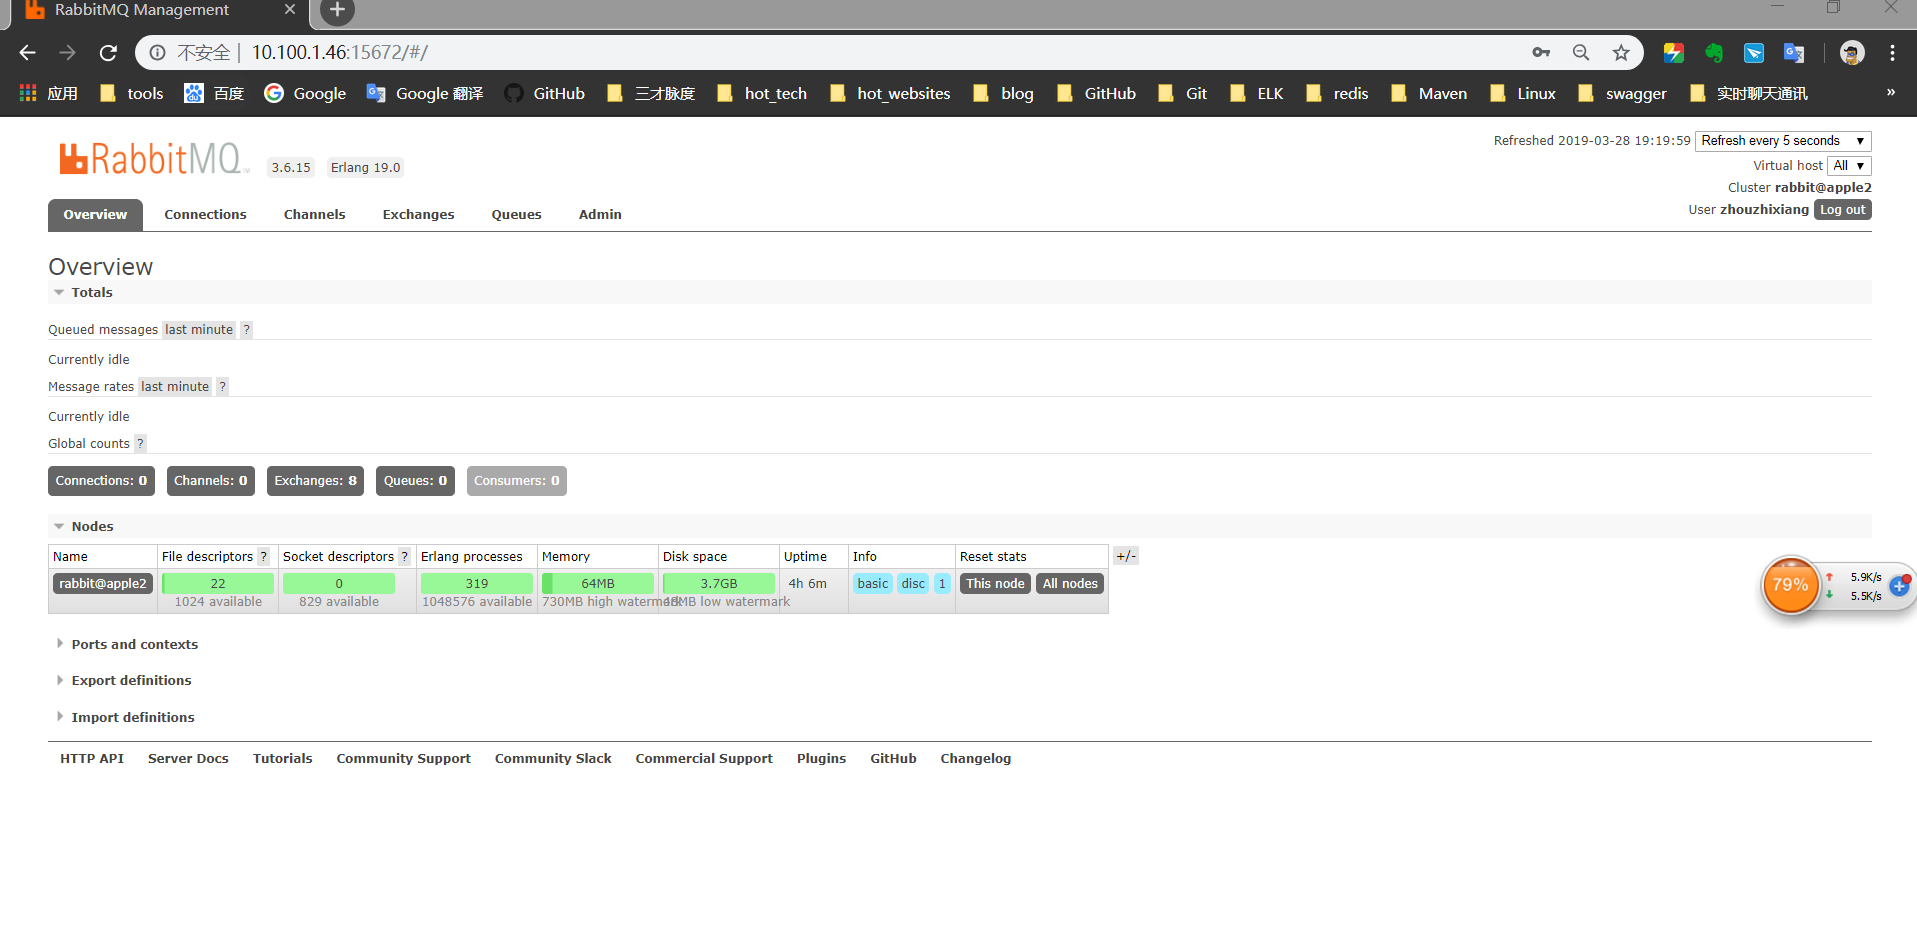 RabbitMQ Management
不安全 10.100.1.46:15672/#/
应用 tools 百度 Google Google 翻译 GitHub 三才脉度 hot_tech hot_websites blog GitHub Git ELK redis Maven Linux swagger 实时聊天通讯 »
Refreshed 2019-03-28 19:19:59 Refresh every 5 seconds
RabbitMQ 3.6.15 Erlang 19.0
Virtual host All
Cluster rabbit@apple2
User zhouzhixiang Log out
Overview Connections Channels Exchanges Queues Admin
Overview
Totals
Queued messages last minute ?
Currently idle
Message rates last minute ?
Currently idle
Global counts ?
Connections: 0 Channels: 0 Exchanges: 8 Queues: 0 Consumers: 0
Nodes
Name File descriptors ? Socket descriptors ? Erlang processes Memory Disk space Uptime Info Reset stats +/-
rabbit@apple2 22 0 319 64MB 3.7GB 4h 6m basic disc 1 This node All nodes
1024 available 829 available 1048576 available 730MB high watermark 48MB low watermark
79% 5.9K/s
5.5K/s
Ports and contexts
Export definitions
Import definitions
HTTP API Server Docs Tutorials Community Support Community Slack Commercial Support Plugins GitHub Changelog